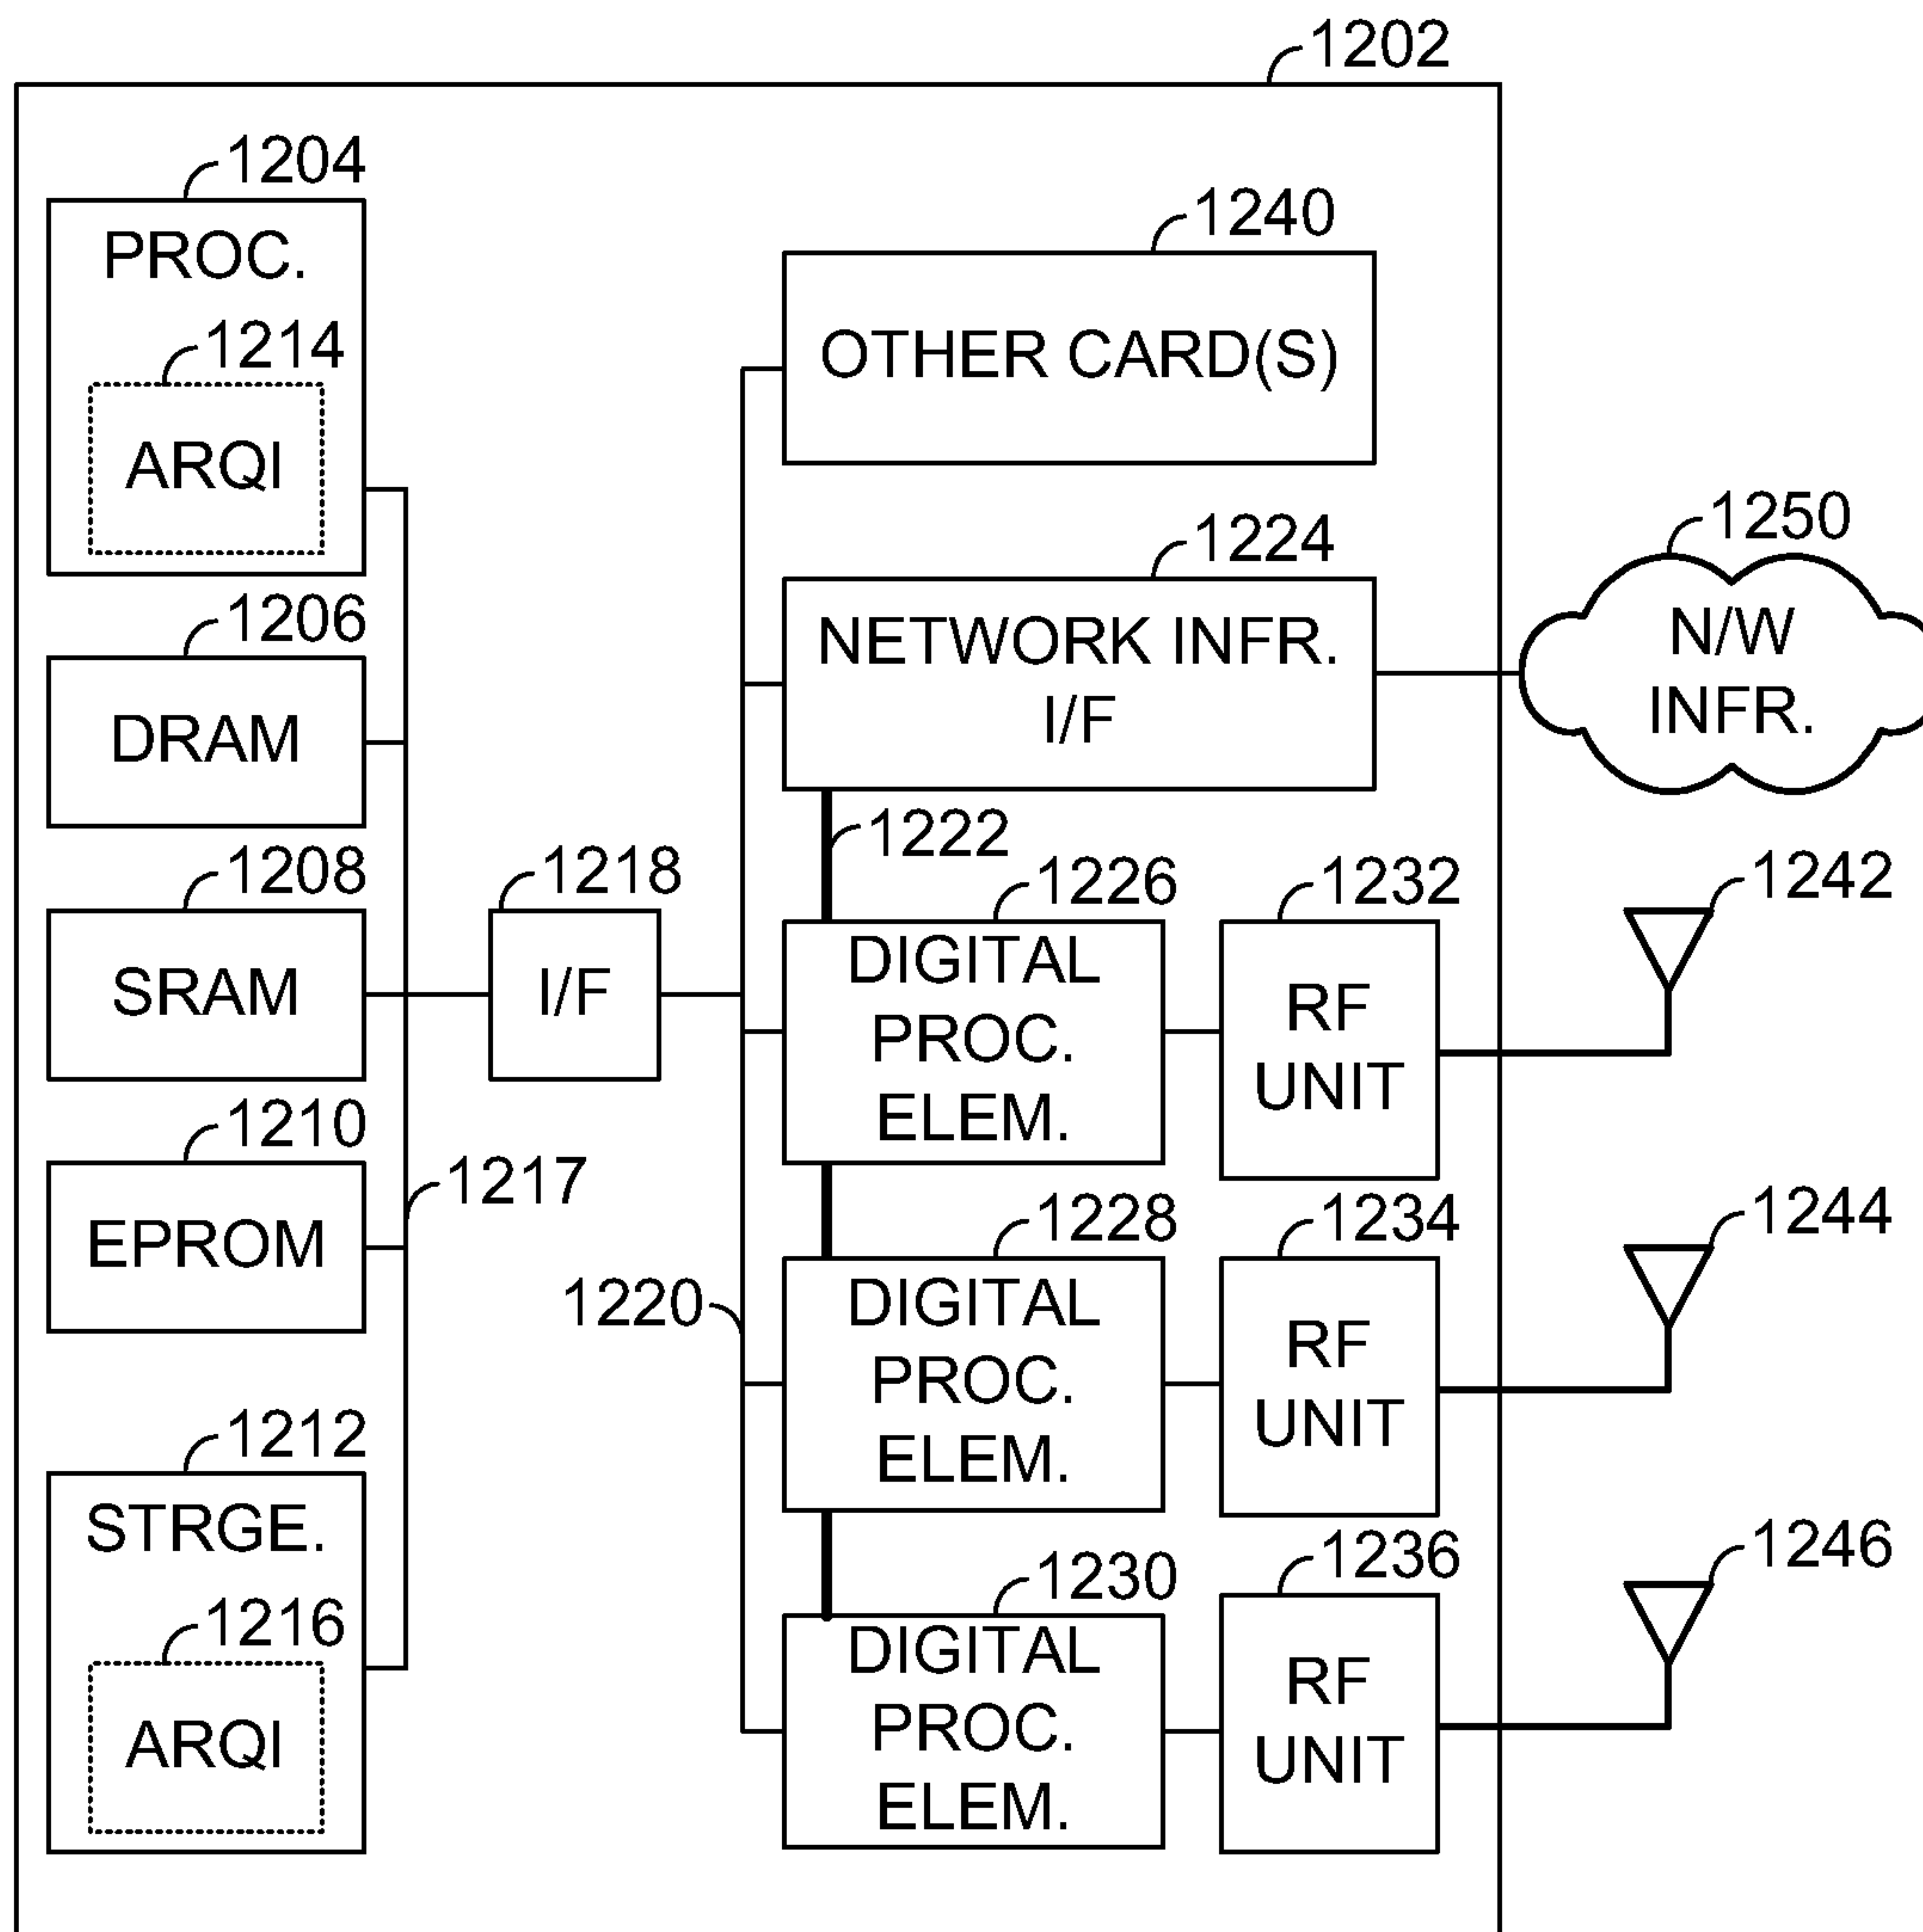 1202
1204
PROC.
1214
ARQI
1206
DRAM
1208
SRAM
1210
EPROM
1217
1212
STRGE.
1216
ARQI
1218
I/F
1220
1240
OTHER CARD(S)
1224
NETWORK INFR.
I/F
1222
1250
N/W
INFR.
1226
DIGITAL
PROC.
ELEM.
1232
RF
UNIT
1242
1228
DIGITAL
PROC.
ELEM.
1234
RF
UNIT
1244
1230
DIGITAL
PROC.
ELEM.
1236
RF
UNIT
1246